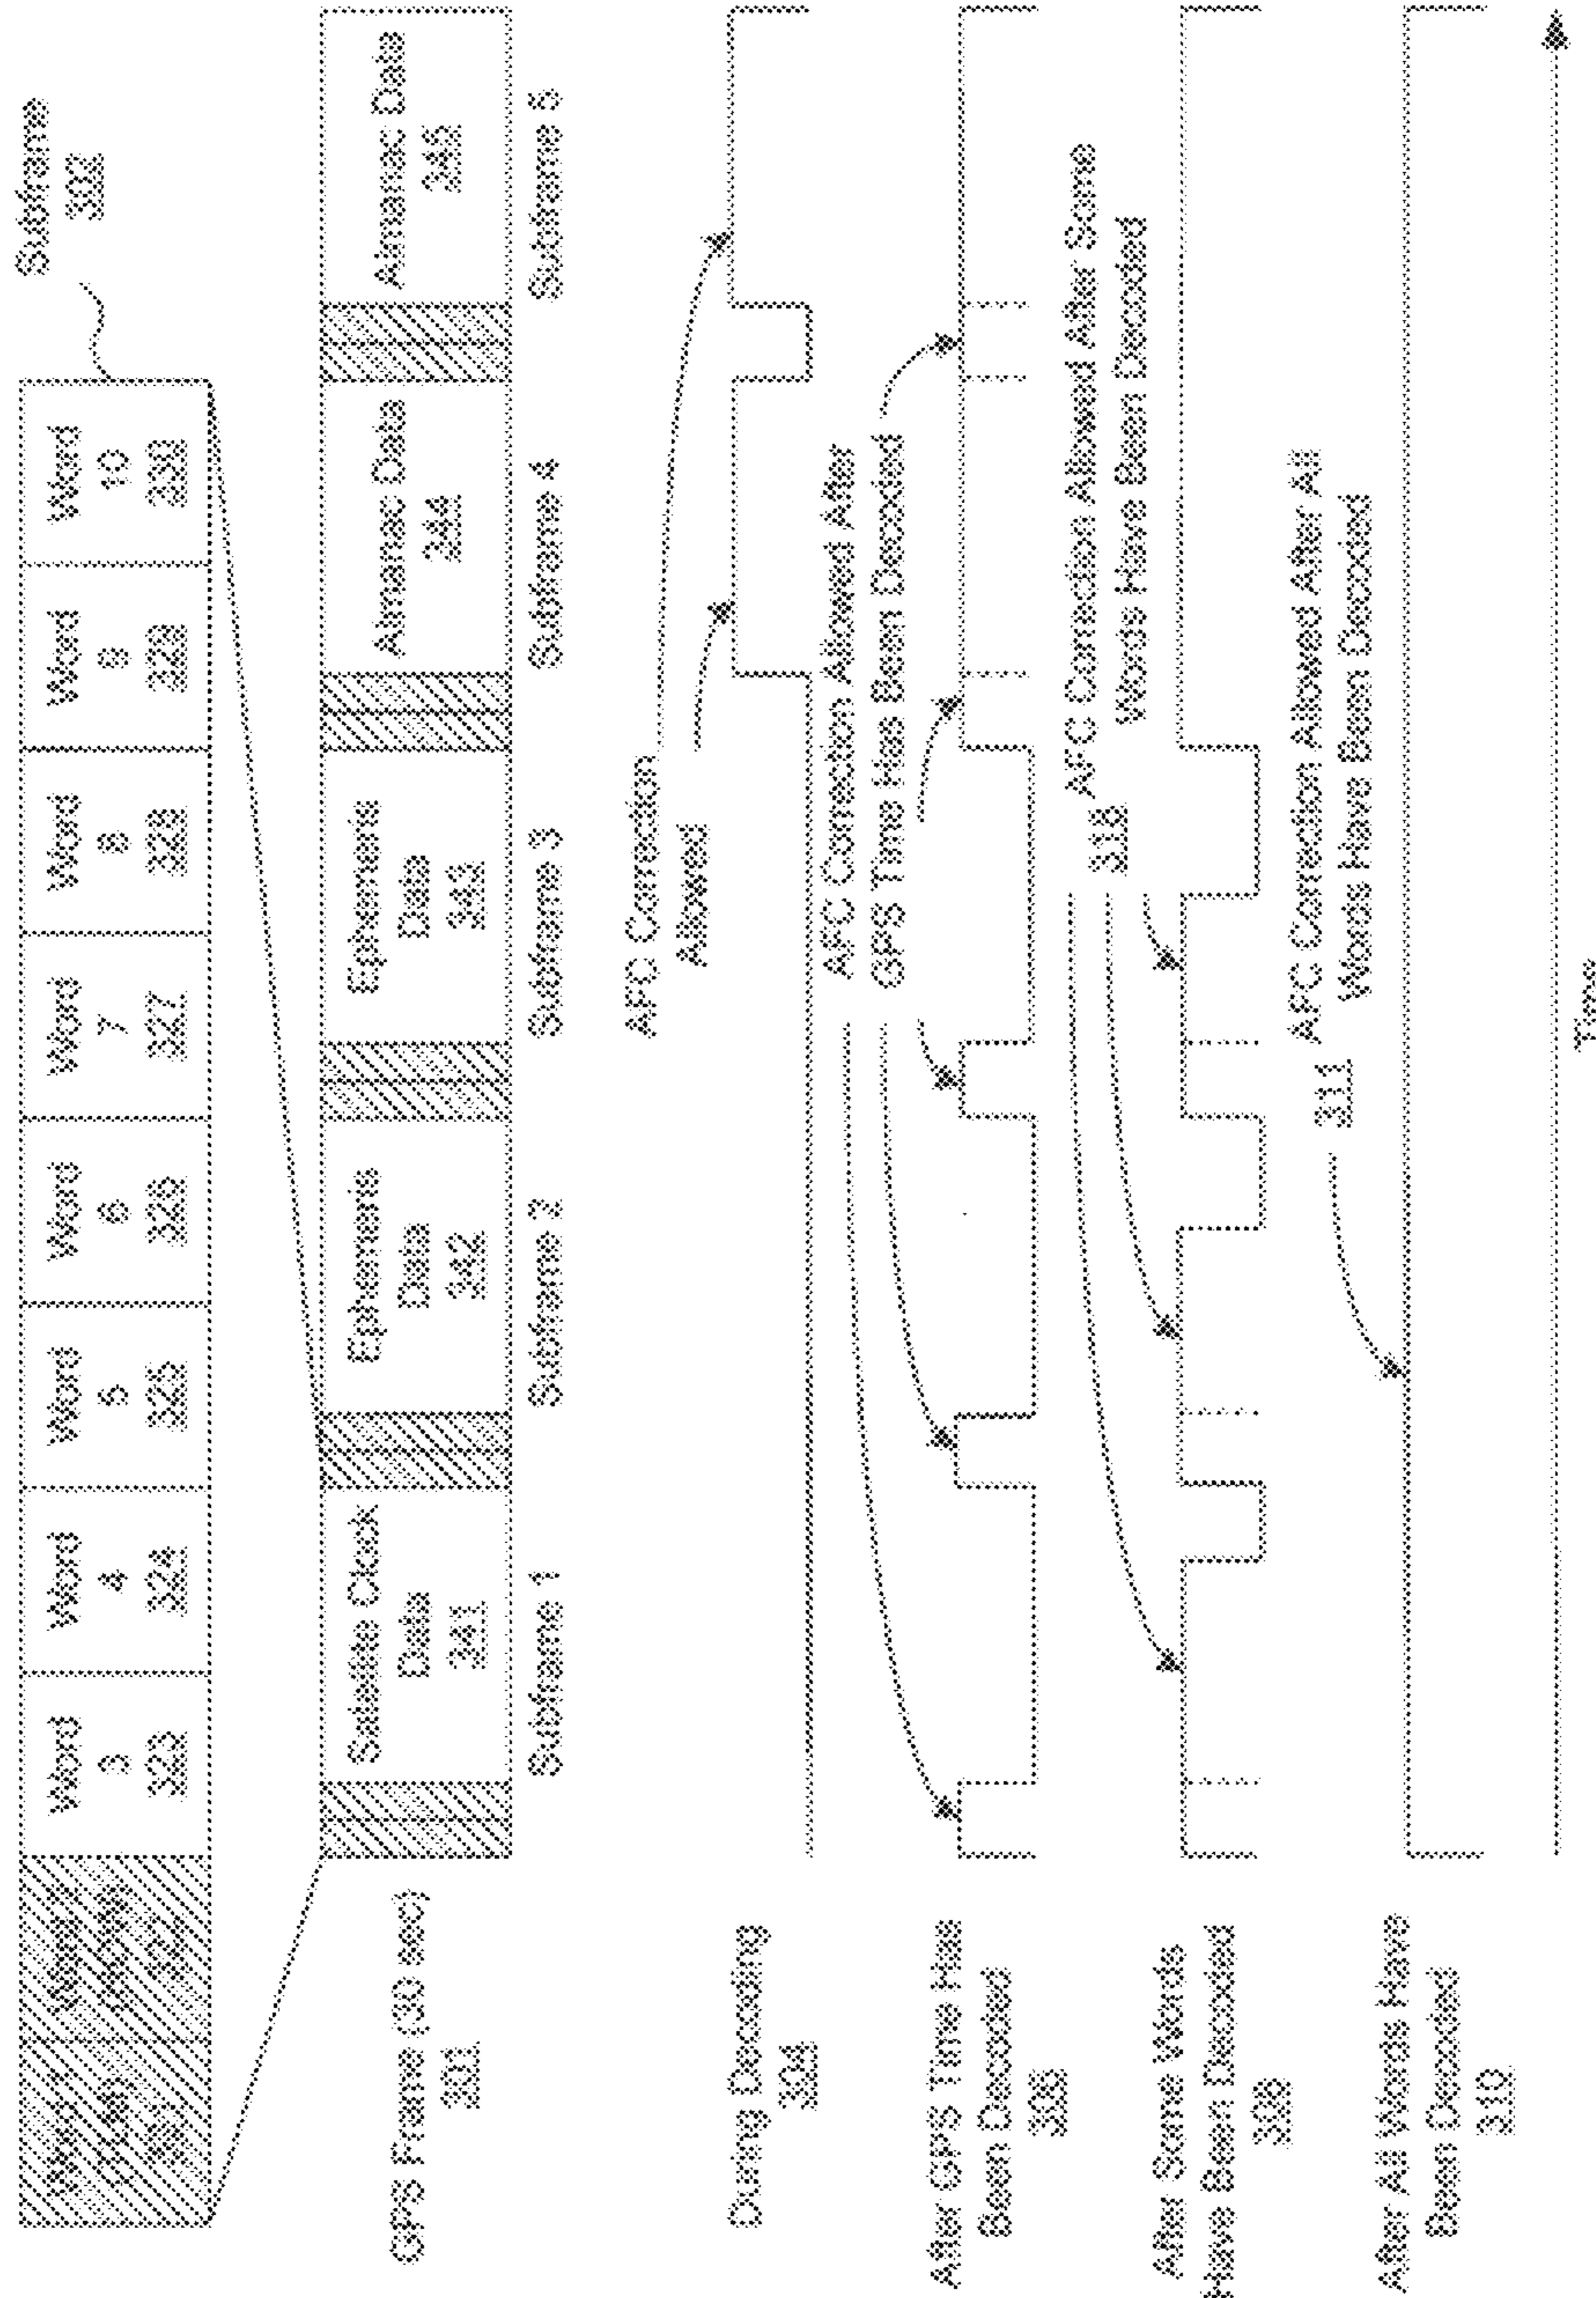 Subframe
302
Word
3
323
Word
4
324
Word
5
325
Word
6
326
Word
7
327
Word
8
328
Word
9
329
Word
10
330
GPS Frame (30 sec)
301
Satellite Clock
Data
341
Ephemeris
Data
342
Ephemeris
Data
343
Almanac Data
344
Almanac Data
345
Subframe 1
Subframe 2
Subframe 3
Subframe 4
Subframe 5
During Decoding
304
AFC Correction
Allowed
After GPS Time Has
Been Decoded
AFC Correction Allowed After
GPS Time Has Been Decoded
After Some Words
Have Been Decoded
AFC Correction Allowed After Some
Words Have Been Decoded
After All Words Have
Been Decoded
310
AFC Correction Allowed After All
Words Have Been Decoded
311
Time